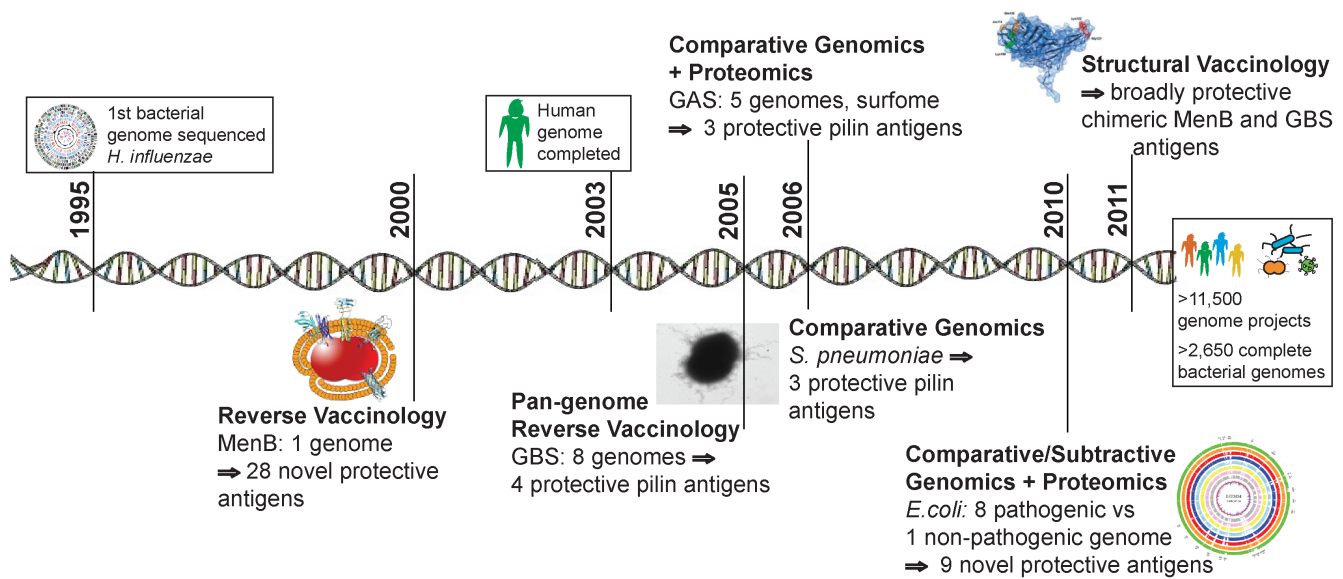 1st bacterial
genome sequenced
H. influenzae
1995
Reverse Vaccinology
MenB: 1 genome
⇒ 28 novel protective
antigens
2000
Human
genome
completed
2003
Pan-genome
Reverse Vaccinology
GBS: 8 genomes ⇒
4 protective pilin antigens
2005
Comparative Genomics
+ Proteomics
GAS: 5 genomes, surfome
⇒ 3 protective pilin antigens
2006
Comparative Genomics
S. pneumoniae ⇒
3 protective pilin
antigens
2010
Comparative/Subtractive
Genomics + Proteomics
E.coli: 8 pathogenic vs
1 non-pathogenic genome
⇒ 9 novel protective antigens
2011
Structural Vaccinology
⇒ broadly protective
chimeric MenB and GBS
antigens
>11,500
genome projects
>2,650 complete
bacterial genomes